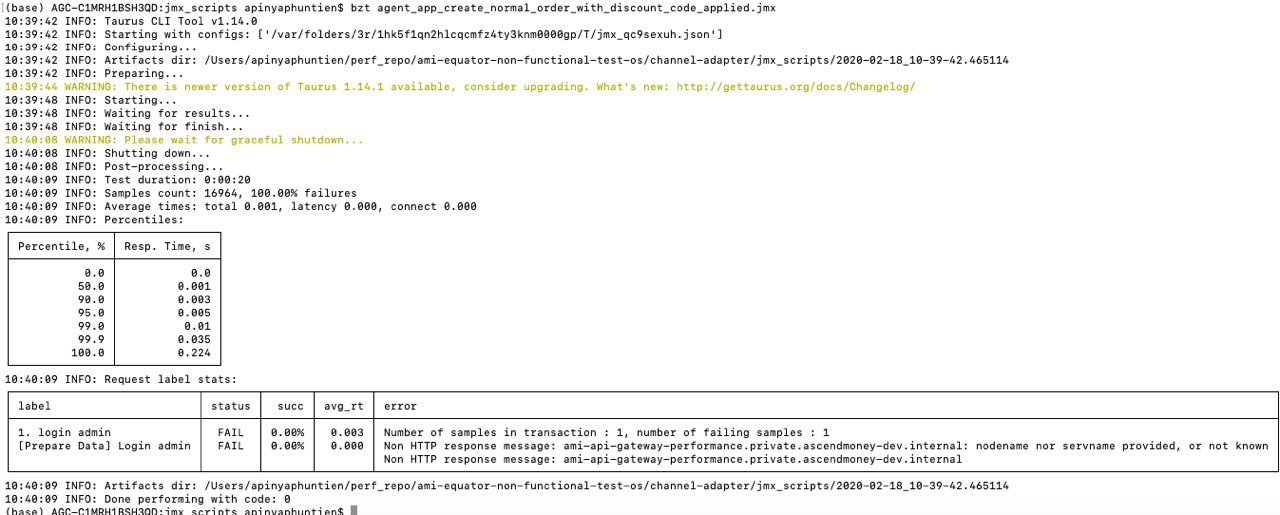 (base) AGC-C1MRH1BSH3QD:jmx_scripts apinyaphuntien$ bzt agent_app_create_normal_order_with_discount_code_applied.jmx
10:39:42 INFO: Taurus CLI Tool v1.14.0
10:39:42 INFO: Starting with configs: ['/var/folders/3r/1hk5f1qn2hlcqcmfz4ty3knm0000gp/T/jmx_qc9sexuh.json']
10:39:42 INFO: Configuring...
10:39:42 INFO: Artifacts dir: /Users/apinyaphuntien/perf_repo/ami-equator-non-functional-test-os/channel-adapter/jmx_scripts/2020-02-18_10-39-42.465114
10:39:42 INFO: Preparing...
10:39:44 WARNING: There is newer version of Taurus 1.14.1 available, consider upgrading. What's new: http://gettaurus.org/docs/Changelog/
10:39:48 INFO: Starting...
10:39:48 INFO: Waiting for results...
10:39:48 INFO: Waiting for finish...
10:40:08 WARNING: Please wait for graceful shutdown...
10:40:08 INFO: Shutting down...
10:40:08 INFO: Post-processing...
10:40:09 INFO: Test duration: 0:00:20
10:40:09 INFO: Samples count: 16964, 100.00% failures
10:40:09 INFO: Average times: total 0.001, latency 0.000, connect 0.000
10:40:09 INFO: Percentiles:
Percentile, % Resp. Time, s
0.0 0.0
50.0 0.001
90.0 0.003
95.0 0.005
99.0 0.01
99.9 0.035
100.0 0.224
10:40:09 INFO: Request label stats:
label status succ avg_rt error
1. login admin FAIL 0.00% 0.003 Number of samples in transaction : 1, number of failing samples : 1
[Prepare Data] Login admin FAIL 0.00% 0.000 Non HTTP response message: ami-api-gateway-performance.private.ascendmoney-dev.internal: nodename nor servname provided, or not known
Non HTTP response message: ami-api-gateway-performance.private.ascendmoney-dev.internal
10:40:09 INFO: Artifacts dir: /Users/apinyaphuntien/perf_repo/ami-equator-non-functional-test-os/channel-adapter/jmx_scripts/2020-02-18_10-39-42.465114
10:40:09 INFO: Done performing with code: 0
(base) AGC-C1MRH1BSH3QD:jmx_scripts apinyaphuntien$